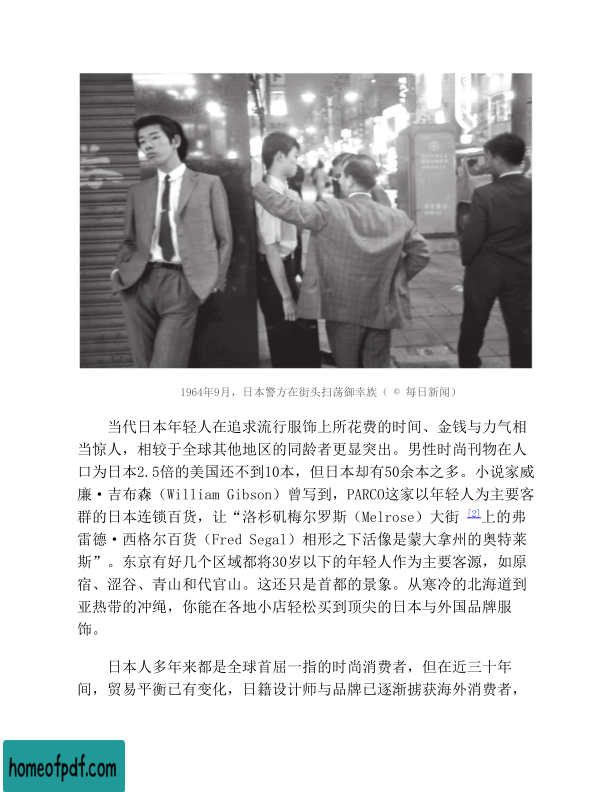 1964年9月，日本警方在街头扫荡御幸族（ © 每日新闻）
当代日本年轻人在追求流行服饰上所花费的时间、金钱与力气相
当惊人，相较于全球其他地区的同龄者更显突出。男性时尚刊物在人
口为日本2.5倍的美国还不到10本，但日本却有50余本之多。小说家威
廉·吉布森（William Gibson）曾写到，PARCO这家以年轻人为主要客
群的日本连锁百货，让“洛杉矶梅尔罗斯（Melrose）大街 [2]上的弗
雷德·西格尔百货（Fred Segal）相形之下活像是蒙大拿州的奥特莱
斯”。东京有好几个区域都将30岁以下的年轻人作为主要客源，如原
宿、涩谷、青山和代官山。这还只是首都的景象。从寒冷的北海道到
亚热带的冲绳，你能在各地小店轻松买到顶尖的日本与外国品牌服
饰。
日本人多年来都是全球首屈一指的时尚消费者，但在近三十年
间，贸易平衡已有变化，日籍设计师与品牌已逐渐掳获海外消费者，
homeofpdf.com